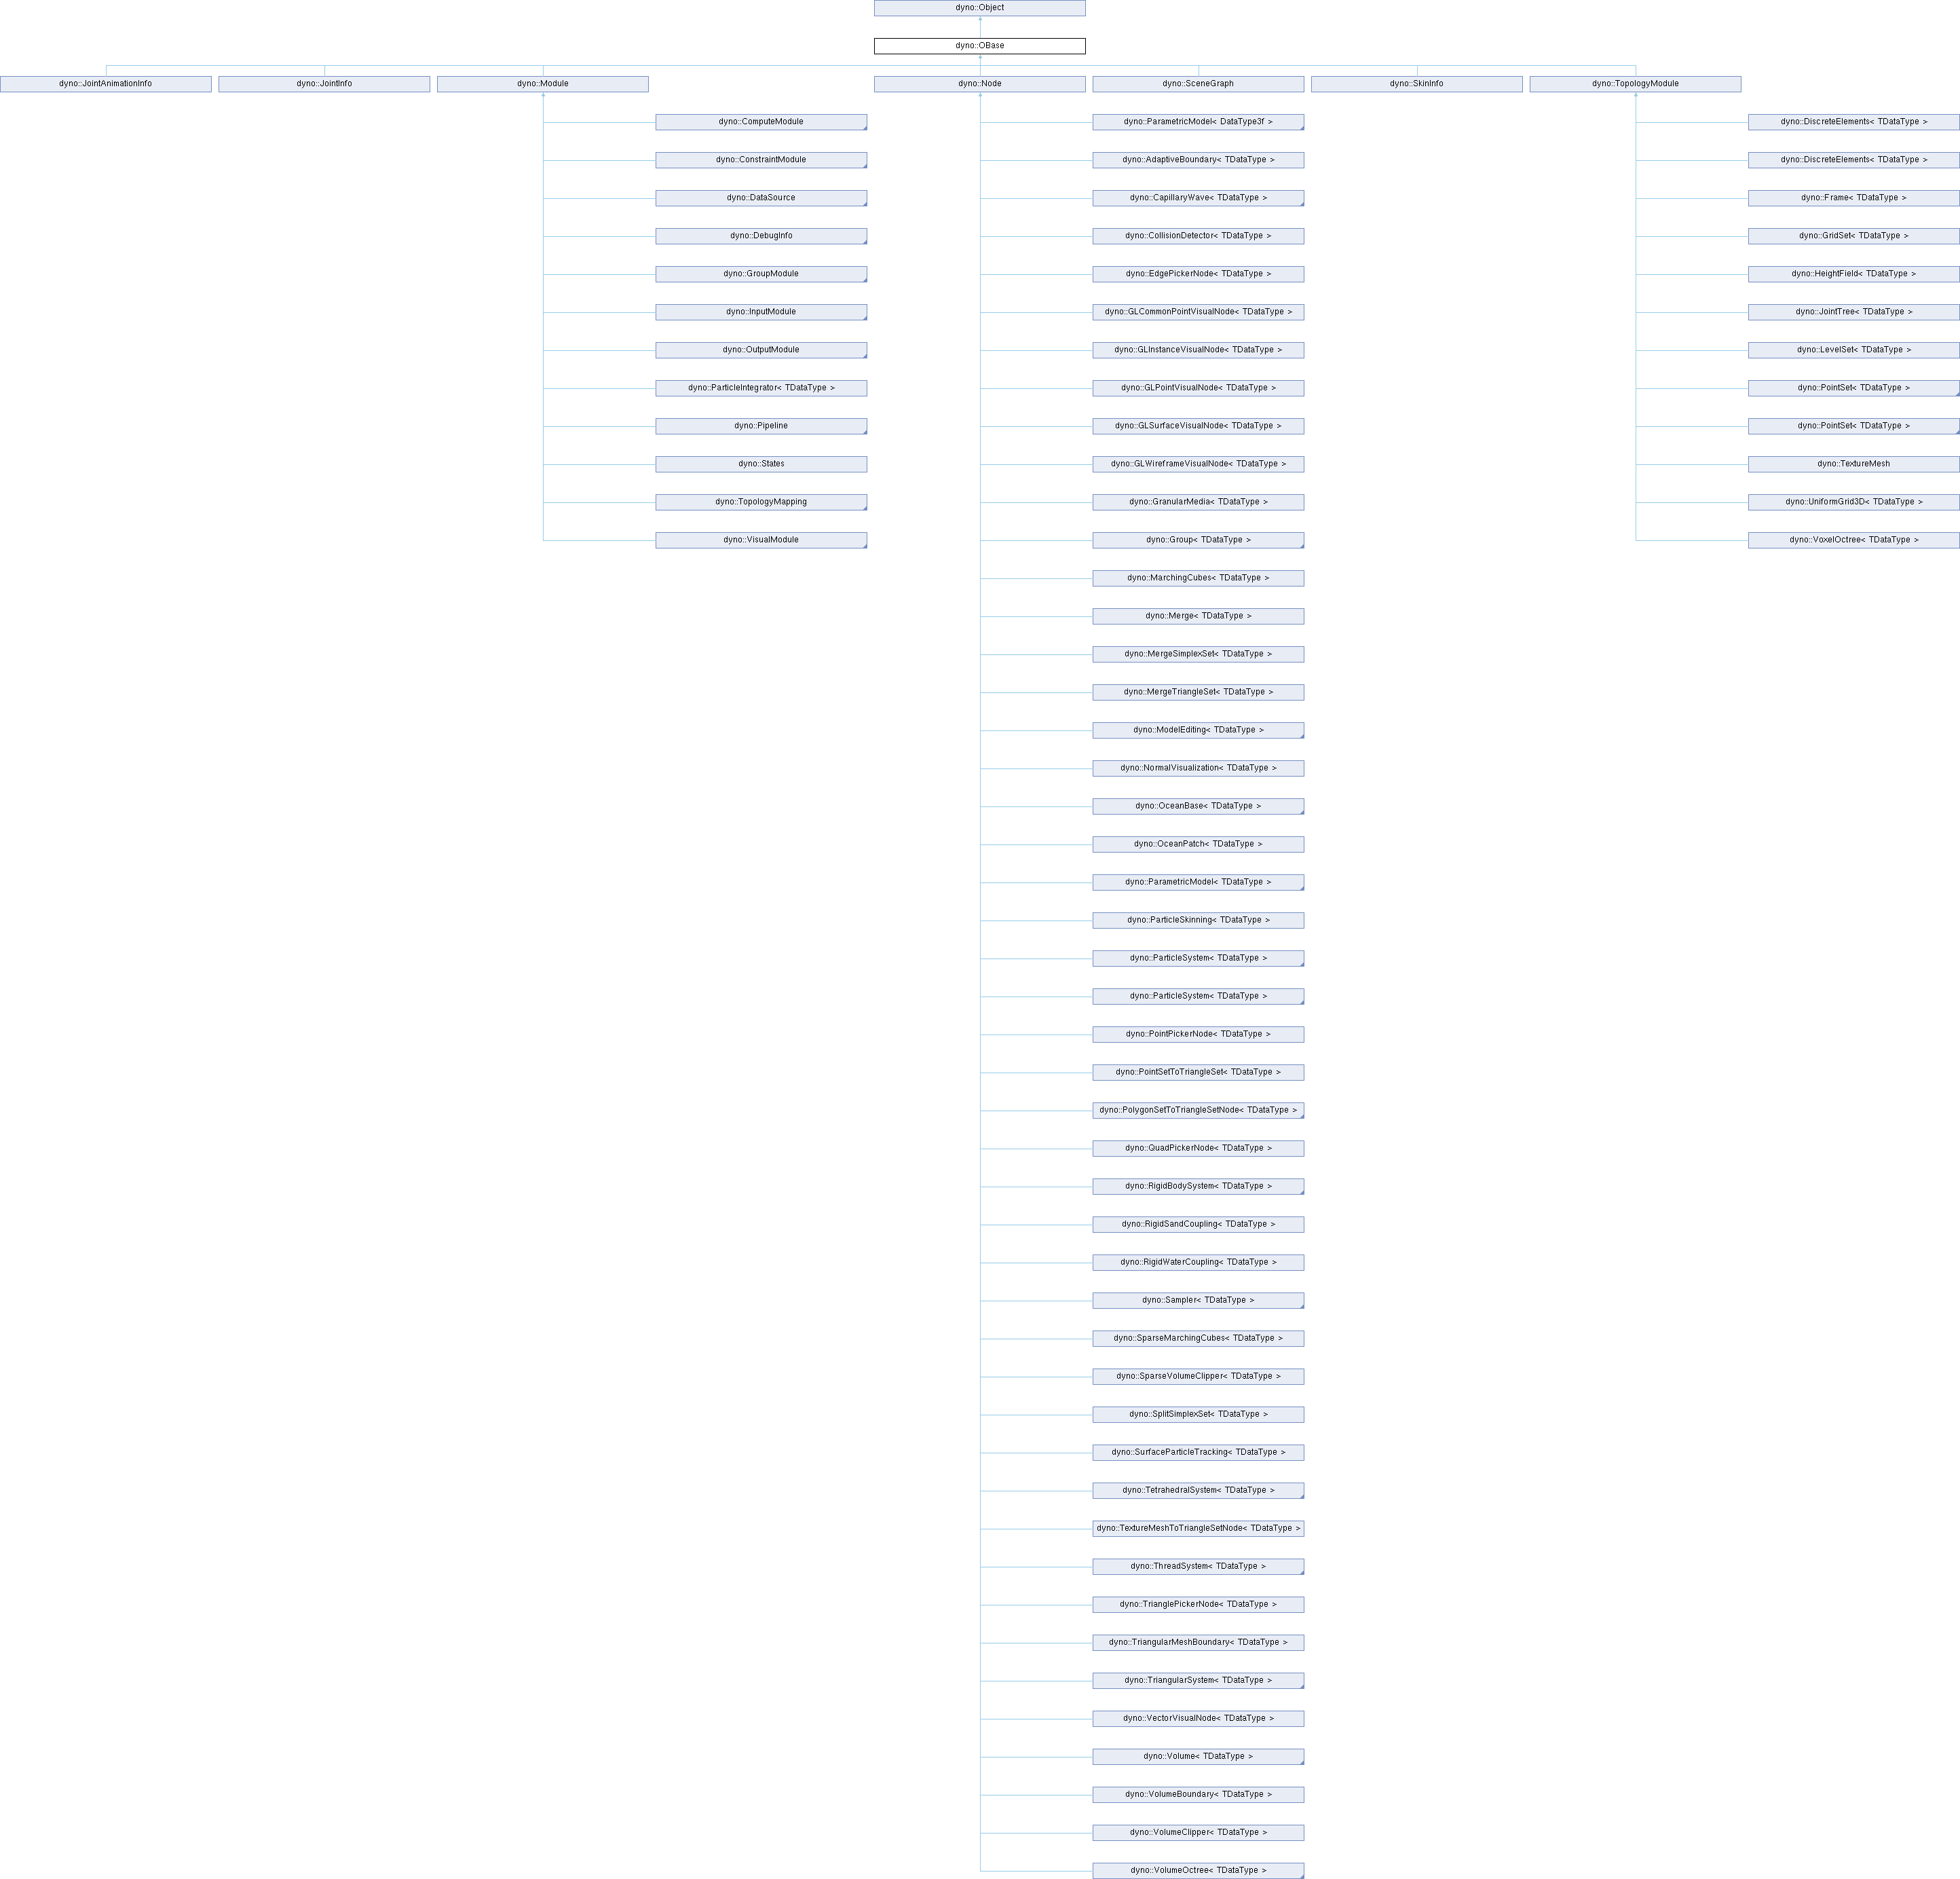 dyno::Object
dyno::OBase
dyno::JointAnimationInfo
dyno::JointInfo
dyno::Module
dyno::Node
dyno::SceneGraph
dyno::SkinInfo
dyno::TopologyModule
dyno::ComputeModule
dyno::ConstraintModule
dyno::DataSource
dyno::DebugInfo
dyno::GroupModule
dyno::InputModule
dyno::OutputModule
dyno::ParticleIntegrator< TDataType >
dyno::Pipeline
dyno::States
dyno::TopologyMapping
dyno::VisualModule
dyno::ParametricModel< DataType3f >
dyno::AdaptiveBoundary< TDataType >
dyno::CapillaryWave< TDataType >
dyno::CollisionDetector< TDataType >
dyno::EdgePickerNode< TDataType >
dyno::GLCommonPointVisualNode< TDataType >
dyno::GLInstanceVisualNode< TDataType >
dyno::GLPointVisualNode< TDataType >
dyno::GLSurfaceVisualNode< TDataType >
dyno::GLWireframeVisualNode< TDataType >
dyno::GranularMedia< TDataType >
dyno::Group< TDataType >
dyno::MarchingCubes< TDataType >
dyno::Merge< TDataType >
dyno::MergeSimplexSet< TDataType >
dyno::MergeTriangleSet< TDataType >
dyno::ModelEditing< TDataType >
dyno::NormalVisualization< TDataType >
dyno::OceanBase< TDataType >
dyno::OceanPatch< TDataType >
dyno::ParametricModel< TDataType >
dyno::ParticleSkinning< TDataType >
dyno::ParticleSystem< TDataType >
dyno::ParticleSystem< TDataType >
dyno::PointPickerNode< TDataType >
dyno::PointSetToTriangleSet< TDataType >
dyno::PolygonSetToTriangleSetNode< TDataType >
dyno::QuadPickerNode< TDataType >
dyno::RigidBodySystem< TDataType >
dyno::RigidSandCoupling< TDataType >
dyno::RigidWaterCoupling< TDataType >
dyno::Sampler< TDataType >
dyno::SparseMarchingCubes< TDataType >
dyno::SparseVolumeClipper< TDataType >
dyno::SplitSimplexSet< TDataType >
dyno::SurfaceParticleTracking< TDataType >
dyno::TetrahedralSystem< TDataType >
dyno::TextureMeshToTriangleSetNode< TDataType >
dyno::ThreadSystem< TDataType >
dyno::TrianglePickerNode< TDataType >
dyno::TriangularMeshBoundary< TDataType >
dyno::TriangularSystem< TDataType >
dyno::VectorVisualNode< TDataType >
dyno::Volume< TDataType >
dyno::VolumeBoundary< TDataType >
dyno::VolumeClipper< TDataType >
dyno::VolumeOctree< TDataType >
dyno::DiscreteElements< TDataType >
dyno::DiscreteElements< TDataType >
dyno::Frame< TDataType >
dyno::GridSet< TDataType >
dyno::HeightField< TDataType >
dyno::JointTree< TDataType >
dyno::LevelSet< TDataType >
dyno::PointSet< TDataType >
dyno::PointSet< TDataType >
dyno::TextureMesh
dyno::UniformGrid3D< TDataType >
dyno::VoxelOctree< TDataType >